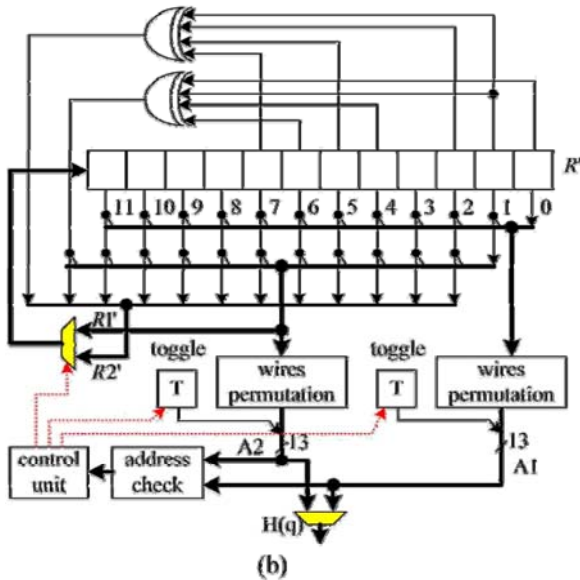 R'
11 10 9 8 7 6 5 4 3 2 1 0
R1'
R2'
toggle
toggle
T
wires
permutation
T
wires
permutation
A2
13
13
A1
control
unit
address
check
H(q)
(b)